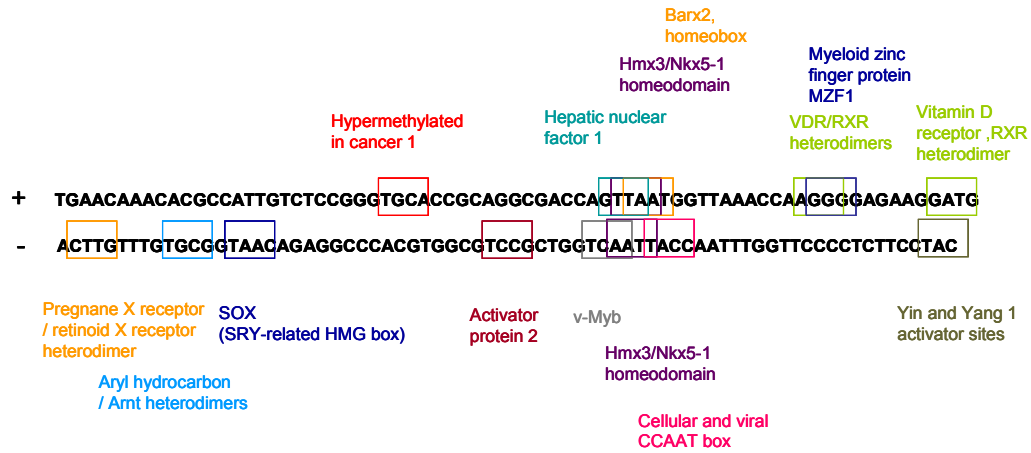 Barx2,
homeobox
Hmx3/Nkx5-1
homeodomain
Myeloid zinc
finger protein
MZF1
Hypermethylated
in cancer 1
Hepatic nuclear
factor 1
VDR/RXR
heterodimers
Vitamin D
receptor ,RXR
heterodimer
+ TGAACAAACACGCCATTGTCTCCGGGTGCACCGCAGGCGACCAGTTAATGGTTAAACCAAGGGGAGAAGGATG
- ACTTGTTTGTGCGGTAACAGAGGCCCACGTGGCGTCCGCTGGTCAATTACCAATTTGGTTCCCCTCTTCCTAC
Pregnane X receptor
/ retinoid X receptor
heterodimer
SOX
(SRY-related HMG box)
Activator
protein 2
v-Myb
Yin and Yang 1
activator sites
Aryl hydrocarbon
/ Arnt heterodimers
Hmx3/Nkx5-1
homeodomain
Cellular and viral
CCAAT box